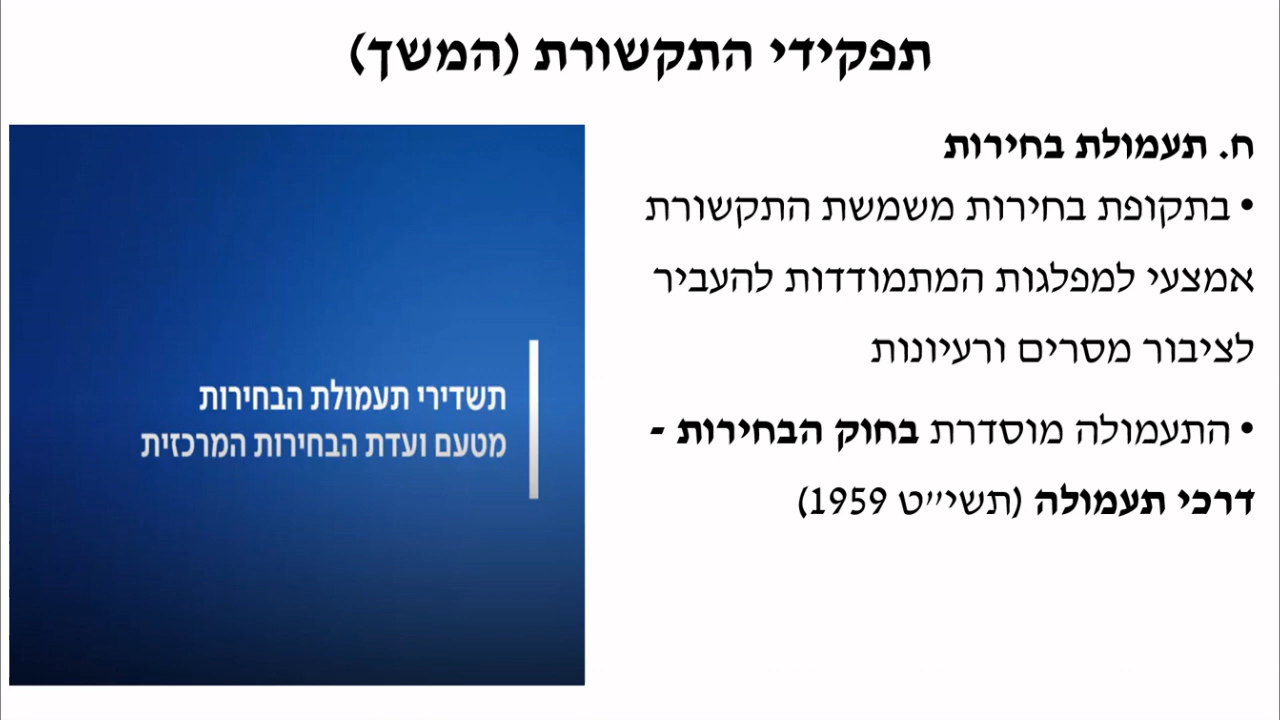 תפקידי התקשורת (המשך)
ח. תעמולת בחירות
• בתקופת בחירות משמשת התקשורת
אמצעי למפלגות המתמודדות להעביר
לציבור מסרים ורעיונות
• התעמולה מוסדרת בחוק הבחירות -
דרכי תעמולה (תשי״ט 1959)
תשדירי תעמולת הבחירות
מטעם ועדת הבחירות המרכזית